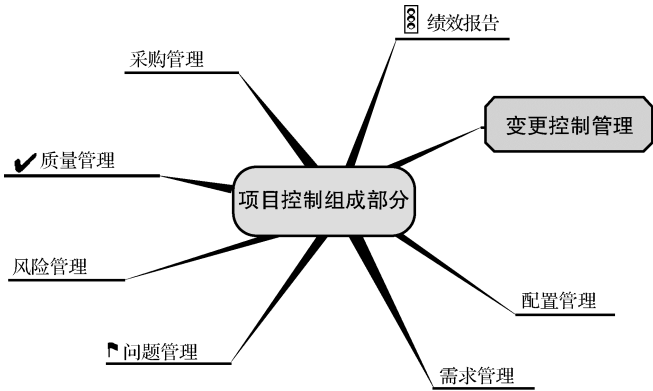 绩效报告
采购管理
变更控制管理
质量管理
项目控制组成部分
风险管理
配置管理
问题管理
需求管理